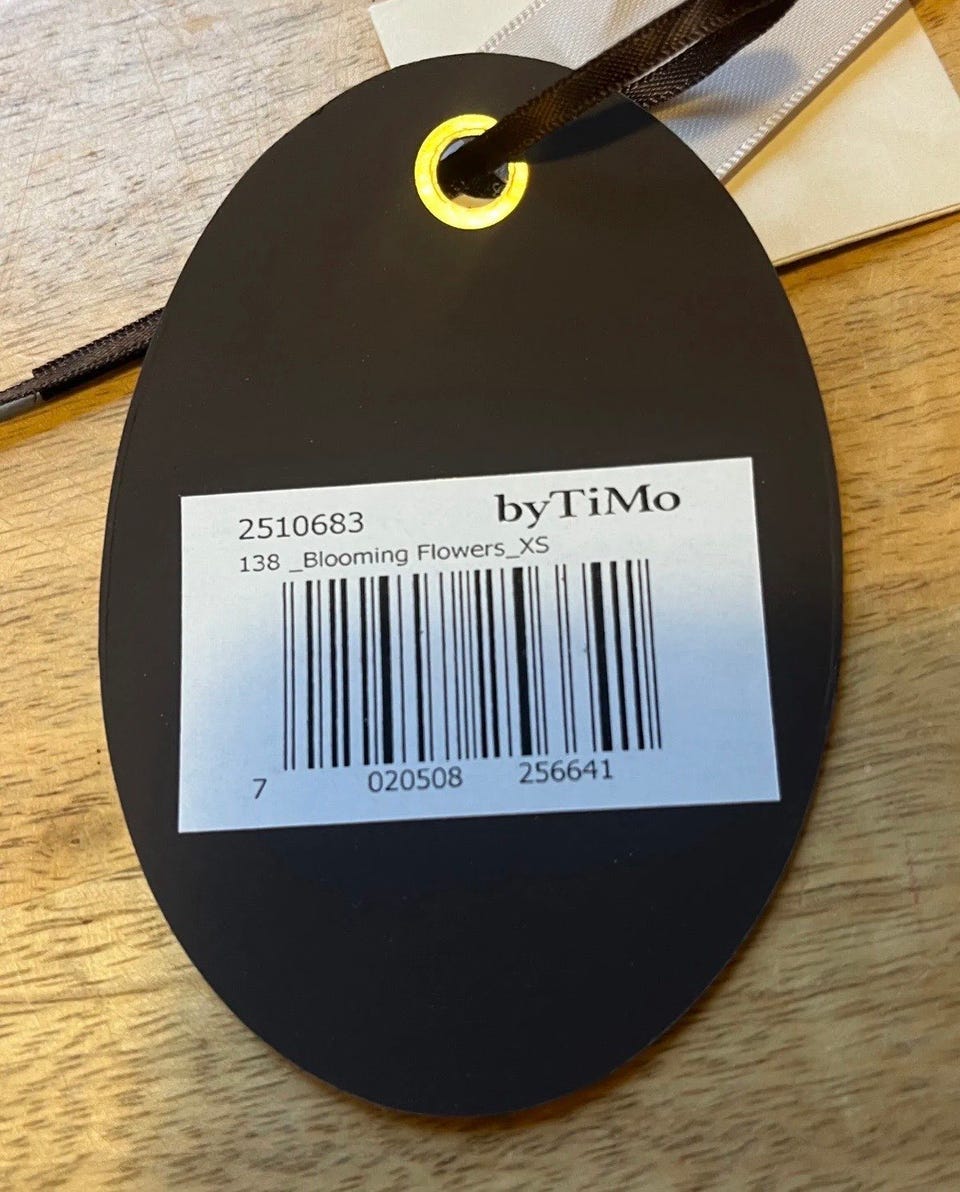 byTiMo
2510683
138 _Blooming Flowers_XS
7 020508 256641